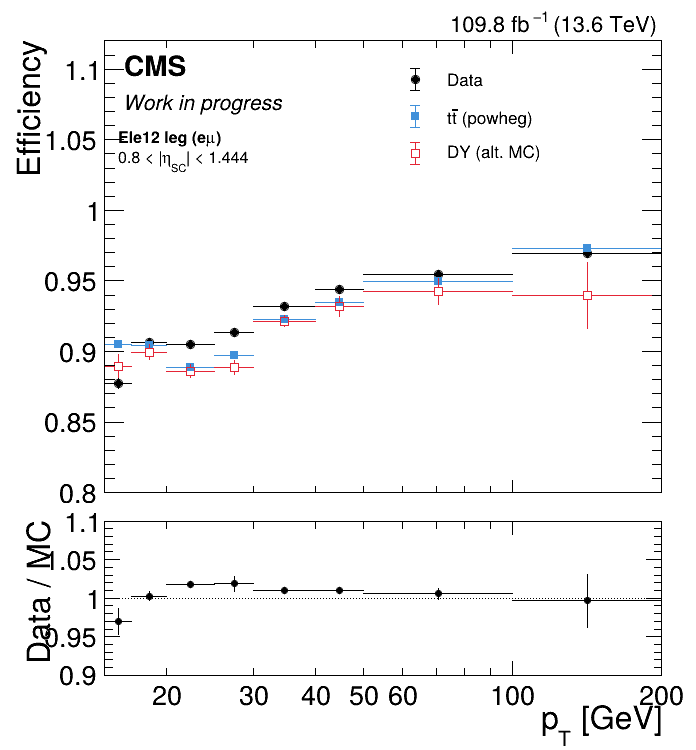 109.8 fb⁻¹ (13.6 TeV)
CMS
Work in progress
Ele12 leg (eμ)
0.8 < |η_SC| < 1.444
Data
tt̄ (powheg)
DY (alt. MC)
Efficiency
1.1
1.05
1
0.95
0.9
0.85
0.8
Data / MC
1.1
1.05
1
0.95
0.9
20 30 40 50 60 100 200
p_T [GeV]